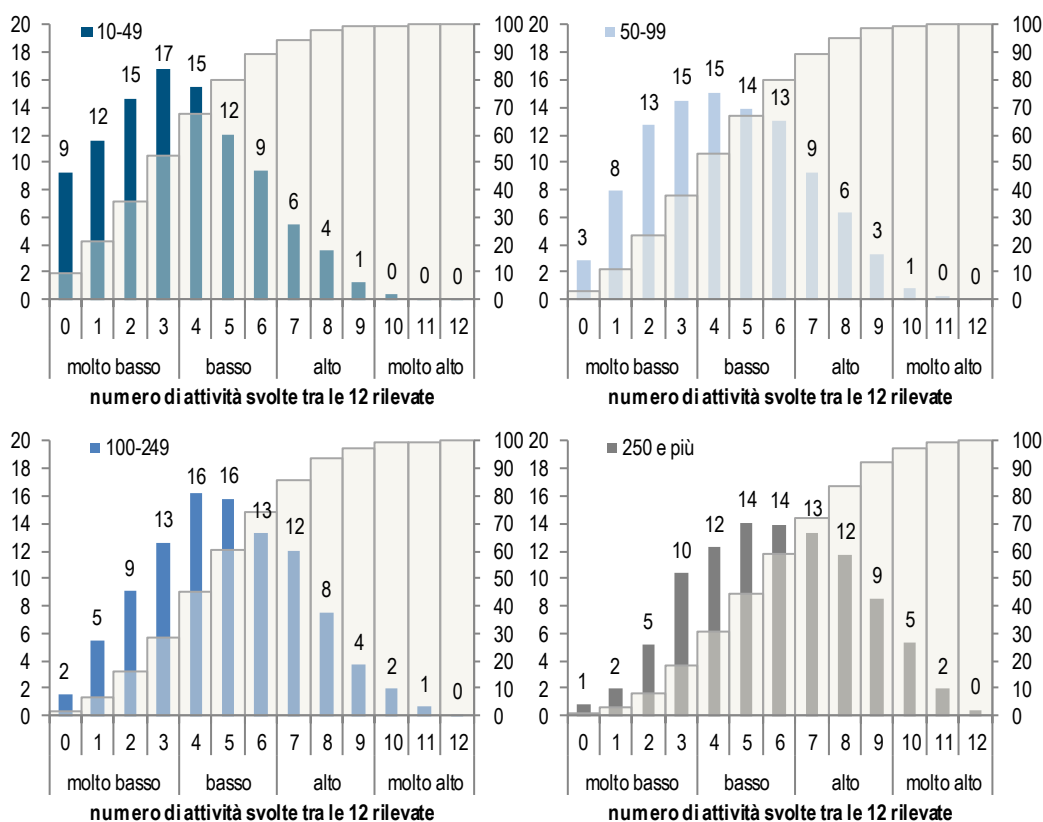 10-49
20 18 16 14 12 10 8 6 4 2 0
9 12 15 17 15 12 9 6 4 1 0 0 0
100 90 80 70 60 50 40 30 20 10 0
0 1 2 3 4 5 6 7 8 9 10 11 12
molto basso basso alto molto alto
numero di attività svolte tra le 12 rilevate
50-99
20 18 16 14 12 10 8 6 4 2 0
3 8 13 15 15 14 13 9 6 3 1 0 0
100 90 80 70 60 50 40 30 20 10 0
0 1 2 3 4 5 6 7 8 9 10 11 12
molto basso basso alto molto alto
numero di attività svolte tra le 12 rilevate
100-249
20 18 16 14 12 10 8 6 4 2 0
2 5 9 13 16 16 13 12 8 4 2 1 0
100 90 80 70 60 50 40 30 20 10 0
0 1 2 3 4 5 6 7 8 9 10 11 12
molto basso basso alto molto alto
numero di attività svolte tra le 12 rilevate
250 e più
20 18 16 14 12 10 8 6 4 2 0
1 2 5 10 12 14 14 13 12 9 5 2 0
100 90 80 70 60 50 40 30 20 10 0
0 1 2 3 4 5 6 7 8 9 10 11 12
molto basso basso alto molto alto
numero di attività svolte tra le 12 rilevate